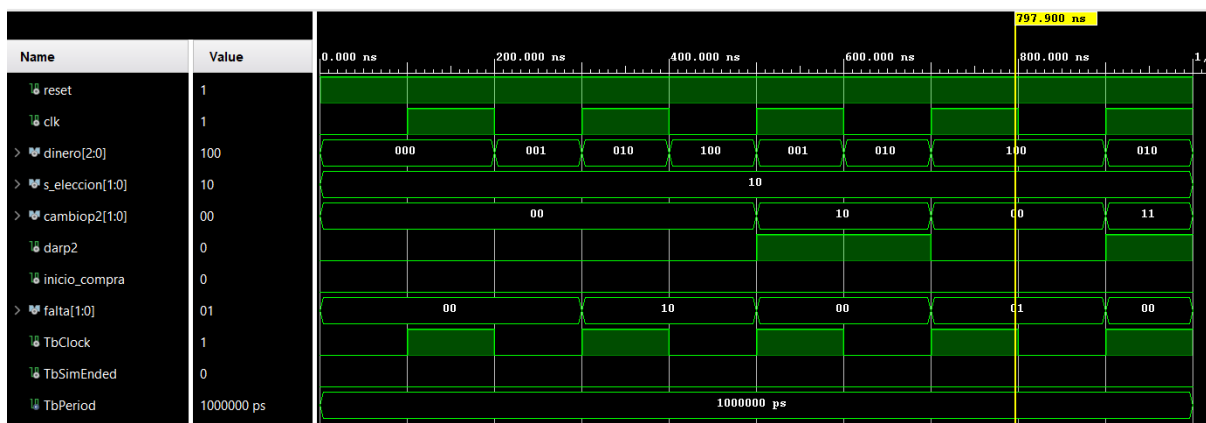 797.900 ns
Name Value 0.000 ns 200.000 ns 400.000 ns 600.000 ns 800.000 ns 1,
reset 1
clk 1
dinero[2:0] 100 000 001 010 100 001 010 100 010
s_eleccion[1:0] 10 10
cambiop2[1:0] 00 00 10 00 11
darp2 0
inicio_compra 0
falta[1:0] 01 00 10 00 01 00
TbClock 1
TbSimEnded 0
TbPeriod 1000000 ps 1000000 ps